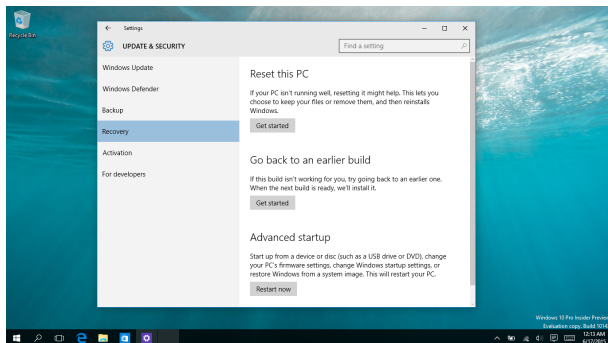 Recycle Bin
Settings
UPDATE & SECURITY
Find a setting
Windows Update
Windows Defender
Backup
Recovery
Activation
For developers
Reset this PC
If your PC isn't running well, resetting it might help. This lets you
choose to keep your files or remove them, and then reinstalls
Windows.
Get started
Go back to an earlier build
If this build isn't working for you, try going back to an earlier one.
When the next build is ready, we'll install it.
Get started
Advanced startup
Start up from a device or disc (such as a USB drive or DVD), change
your PC's firmware settings, change Windows startup settings, or
restore Windows from a system image. This will restart your PC.
Restart now
Windows 10 Pro Insider Preview
Evaluation copy. Build 1014
12:13 AM
6/17/2015